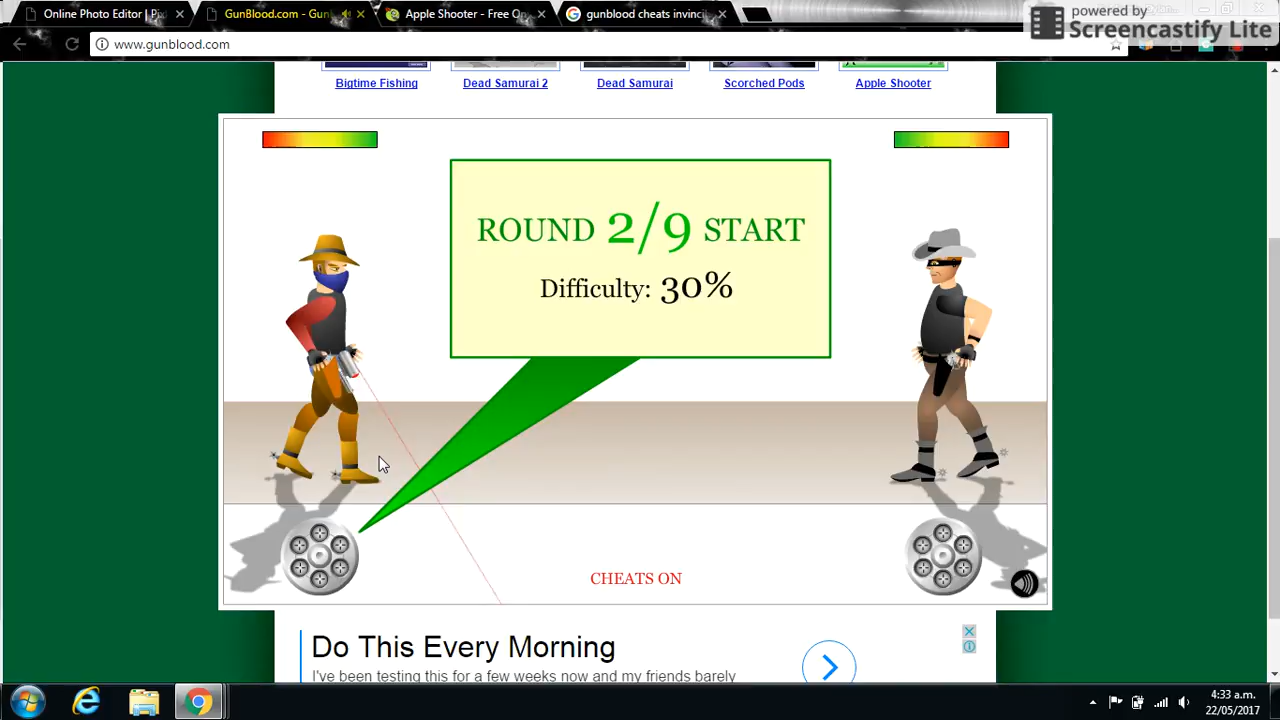 Online Photo Editor | Pix
GunBlood.com - Gun
Apple Shooter - Free On
gunblood cheats invinci
powered by
Screencastify Lite
www.gunblood.com
Bigtime Fishing
Dead Samurai 2
Dead Samurai
Scorched Pods
Apple Shooter
ROUND 2/9 START
Difficulty: 30%
CHEATS ON
Do This Every Morning
I've been testing this for a few weeks now and my friends barely
4:33 a.m.
22/05/2017